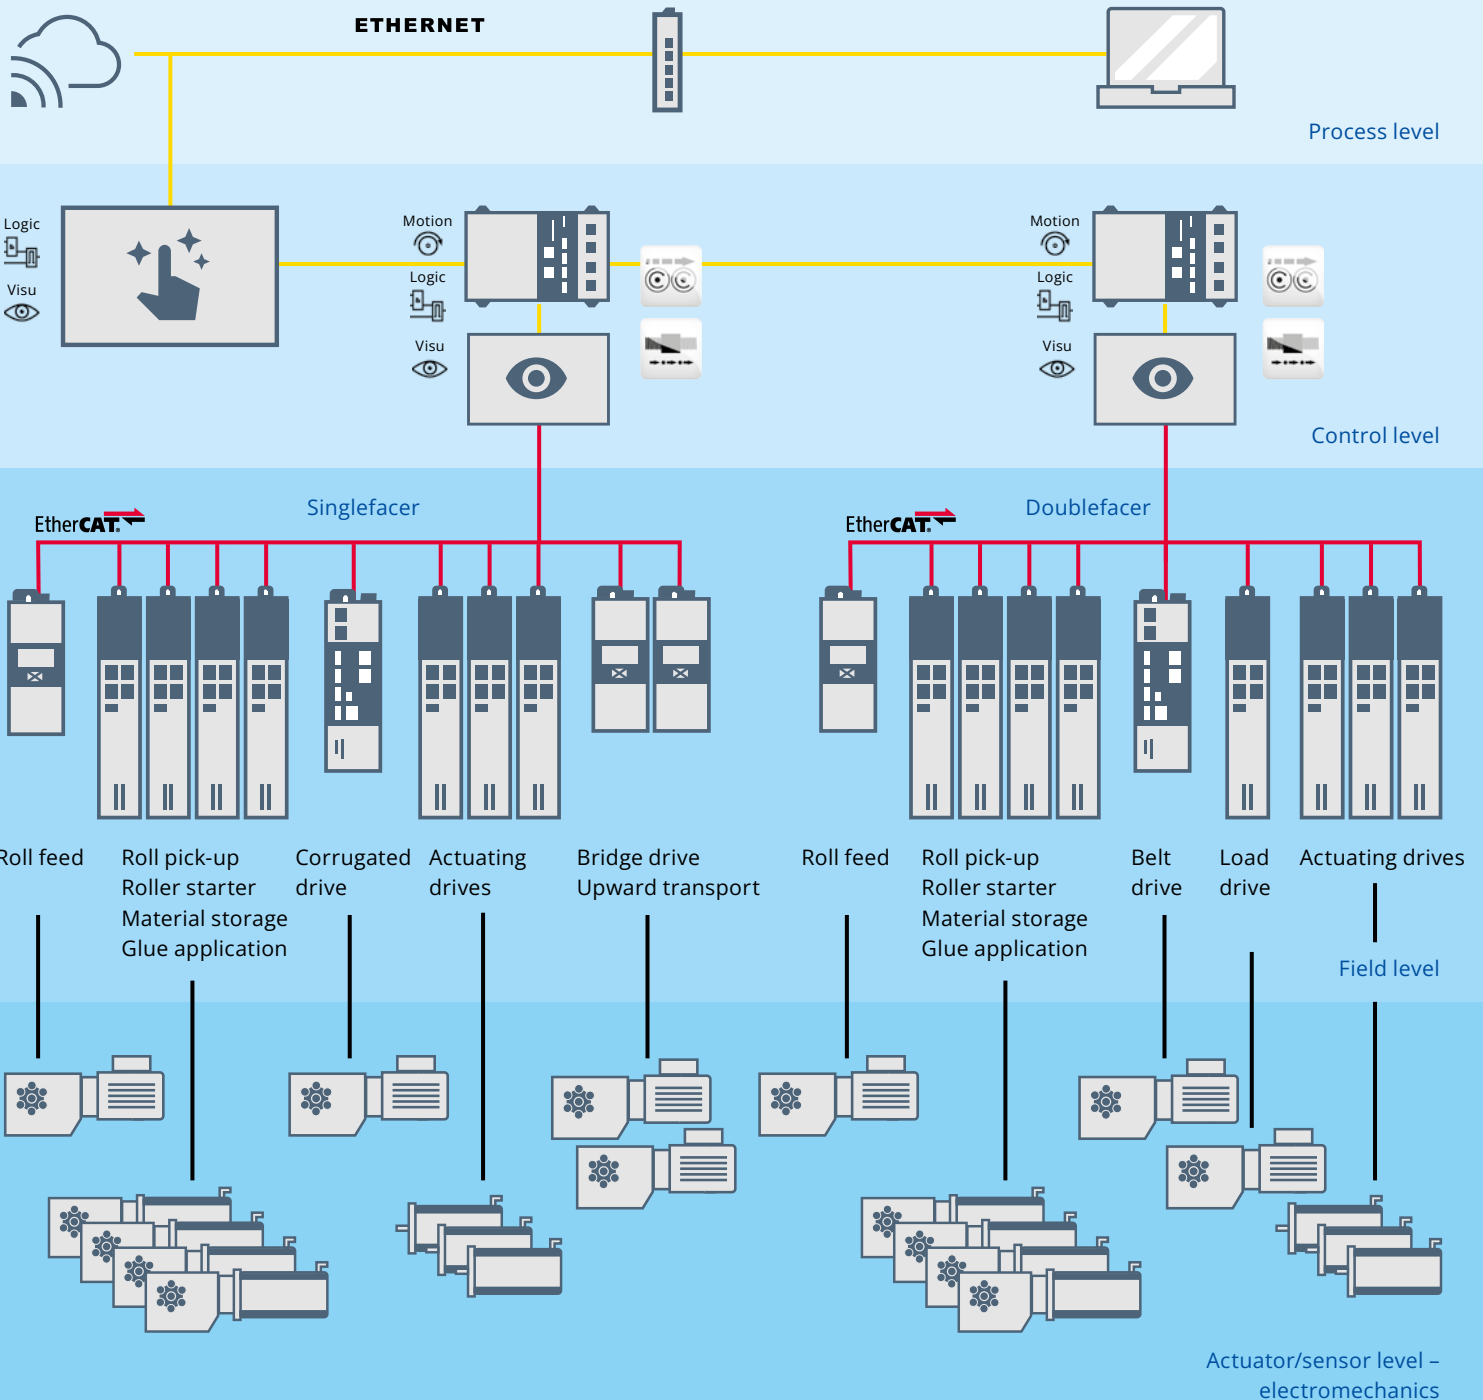 ETHERNET
Process level
Logic
Visu
Motion
Logic
Visu
Motion
Logic
Visu
Control level
Singlefacer
EtherCAT.
Doublefacer
EtherCAT.
Roll feed
Roll pick-up
Roller starter
Material storage
Glue application
Corrugated
drive
Actuating
drives
Bridge drive
Upward transport
Roll feed
Roll pick-up
Roller starter
Material storage
Glue application
Belt
drive
Load
drive
Actuating drives
Field level
Actuator/sensor level –
electromechanics